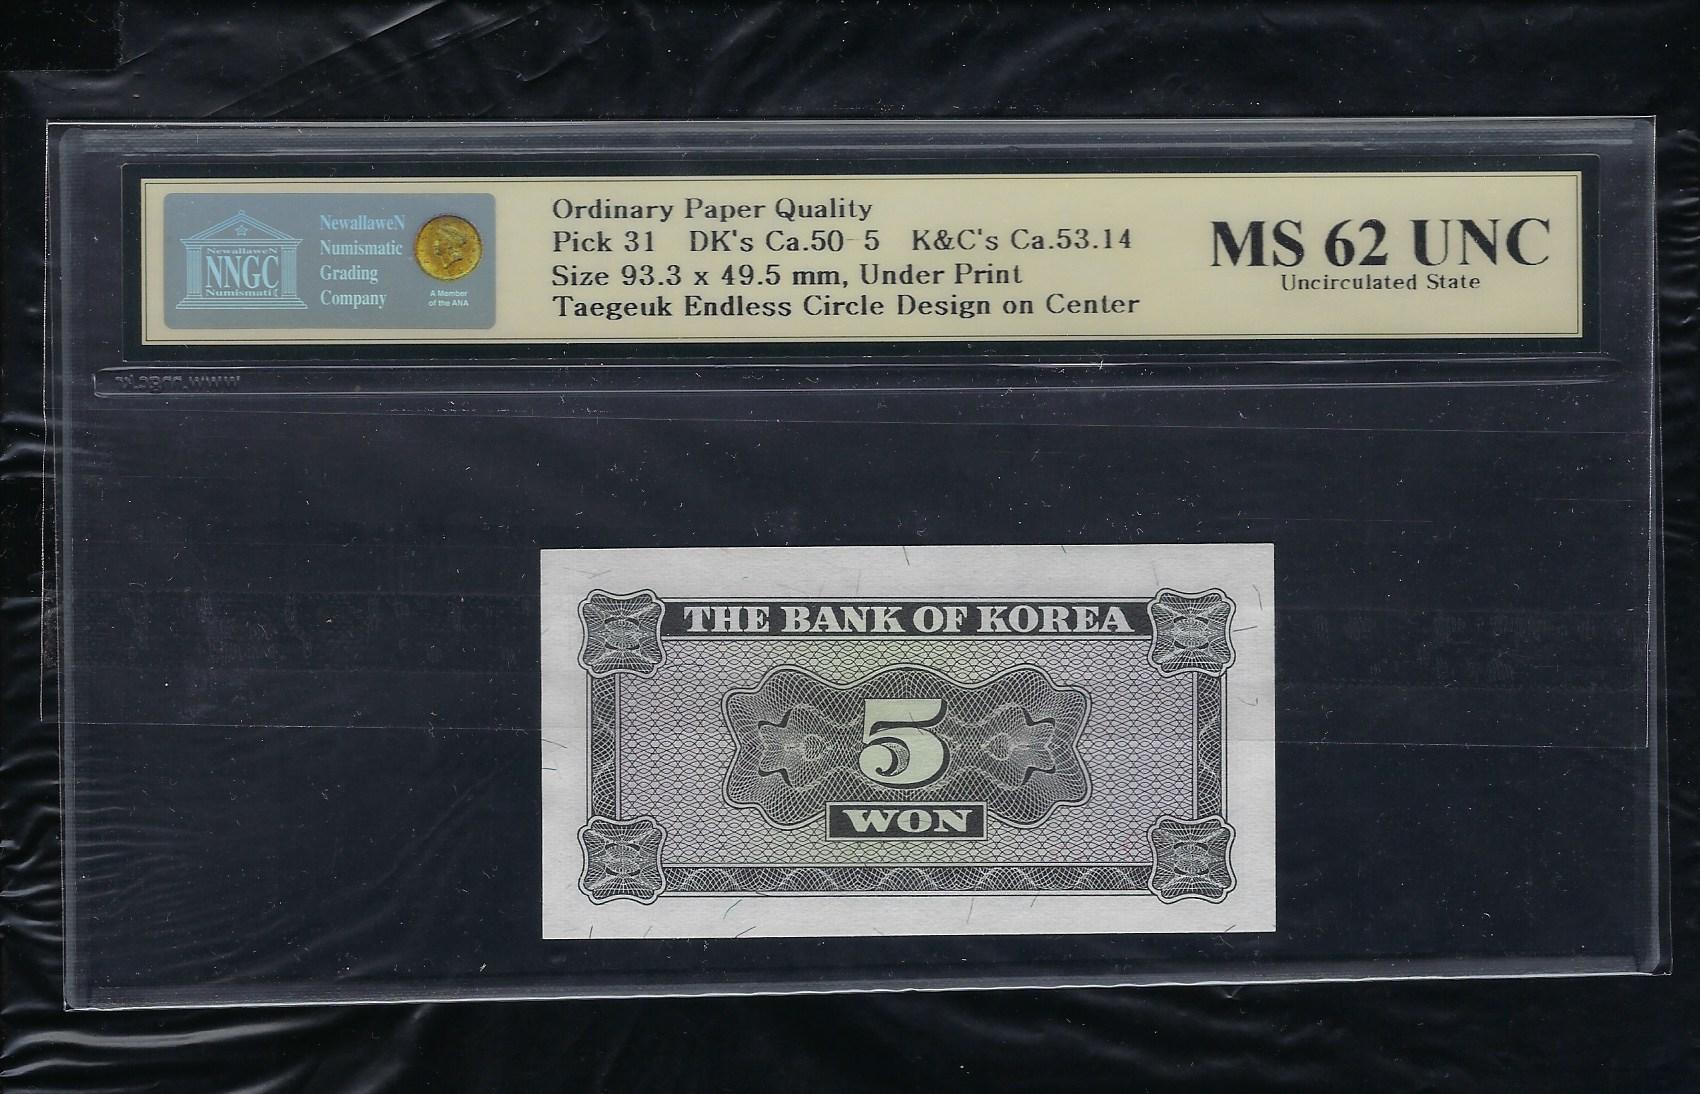 NewallaweN
NNGC
Numismati
NewallaweN
Numismatic
Grading
Company
A Member
of the ANA
Ordinary Paper Quality
Pick 31 DK's Ca.50-5 K&C's Ca.53.14
Size 93.3 x 49.5 mm, Under Print
Taegeuk Endless Circle Design on Center
MS 62 UNC
Uncirculated State
THE BANK OF KOREA
5
WON